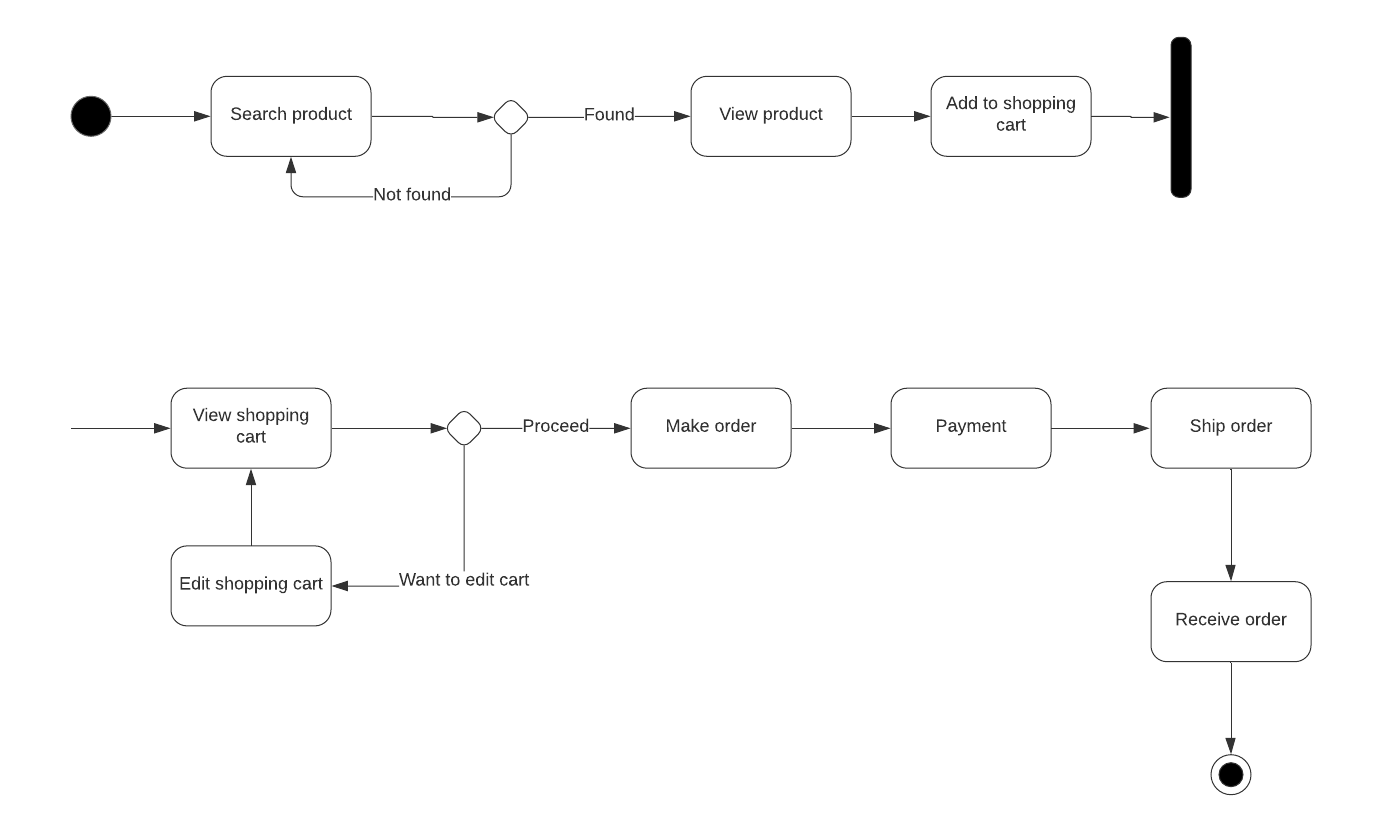 Search product
Found
View product
Add to shopping
cart
Not found
View shopping
cart
Proceed
Make order
Payment
Ship order
Edit shopping cart
Want to edit cart
Receive order